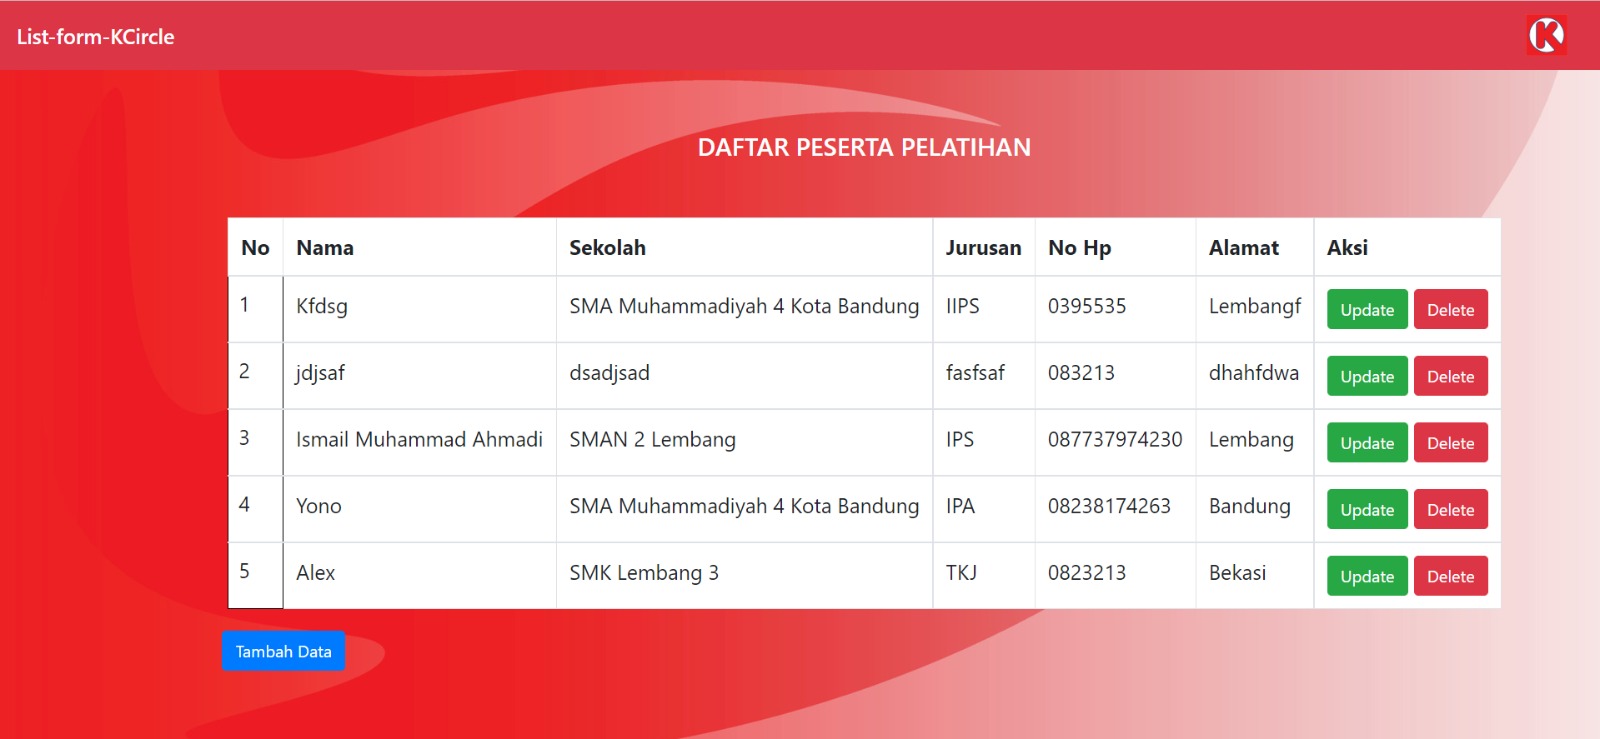 List-form-KCircle
K
DAFTAR PESERTA PELATIHAN
No Nama Sekolah Jurusan No Hp Alamat Aksi
1 Kfdsg SMA Muhammadiyah 4 Kota Bandung IIPS 0395535 Lembangf Update Delete
2 jdjsaf dsadjsad fasfsaf 083213 dhahfdwa Update Delete
3 Ismail Muhammad Ahmadi SMAN 2 Lembang IPS 087737974230 Lembang Update Delete
4 Yono SMA Muhammadiyah 4 Kota Bandung IPA 08238174263 Bandung Update Delete
5 Alex SMK Lembang 3 TKJ 0823213 Bekasi Update Delete
Tambah Data